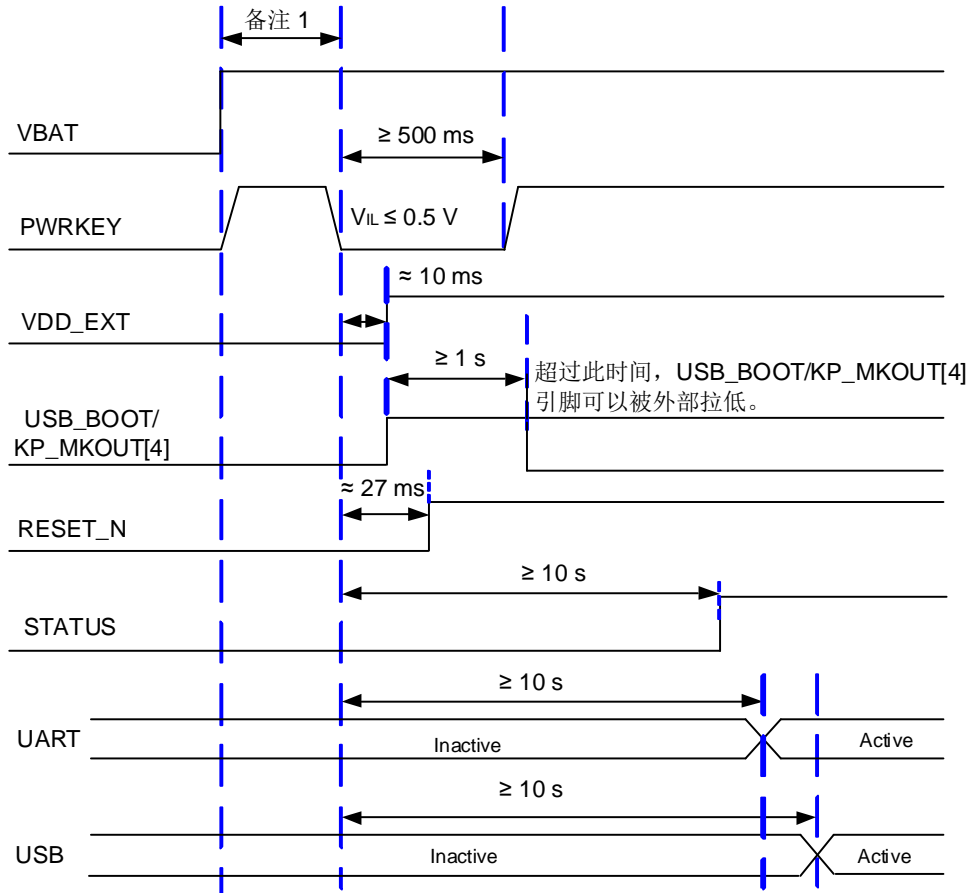 备注 1
VBAT
≥ 500 ms
PWRKEY
VIL ≤ 0.5 V
≈ 10 ms
VDD_EXT
≥ 1 s
超过此时间，USB_BOOT/KP_MKOUT[4]
引脚可以被外部拉低。
USB_BOOT/
KP_MKOUT[4]
≈ 27 ms
RESET_N
≥ 10 s
STATUS
≥ 10 s
UART
Inactive
Active
≥ 10 s
USB
Inactive
Active